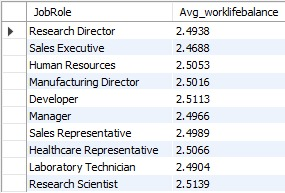 JobRole Avg_worklifebalance
Research Director 2.4938
Sales Executive 2.4688
Human Resources 2.5053
Manufacturing Director 2.5016
Developer 2.5113
Manager 2.4966
Sales Representative 2.4989
Healthcare Representative 2.5066
Laboratory Technician 2.4904
Research Scientist 2.5139